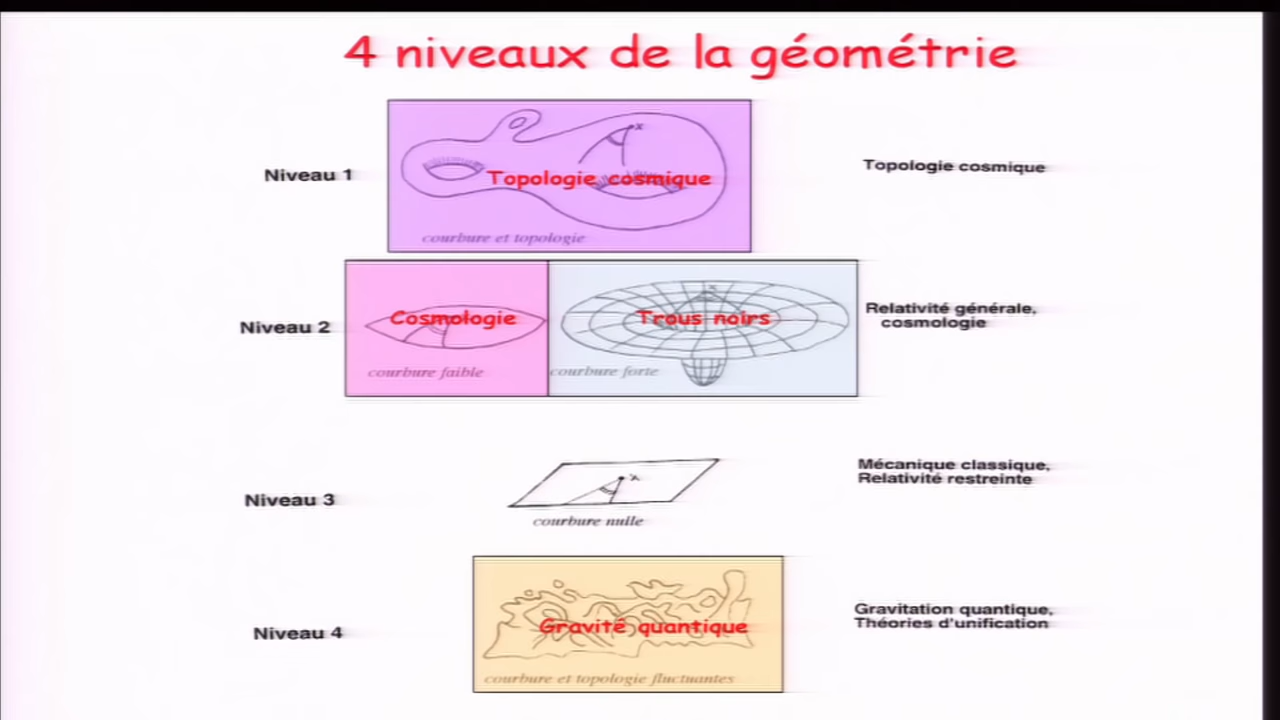 4 niveaux de la géométrie
Niveau 1
x
Topologie cosmique
courbure et topologie
Topologie cosmique
Niveau 2
Cosmologie
courbure faible
x
Trous noirs
courbure forte
Relativité générale,
cosmologie
Niveau 3
x
courbure nulle
Mécanique classique,
Relativité restreinte
Niveau 4
Gravité quantique
courbure et topologie fluctuantes
Gravitation quantique,
Théories d'unification